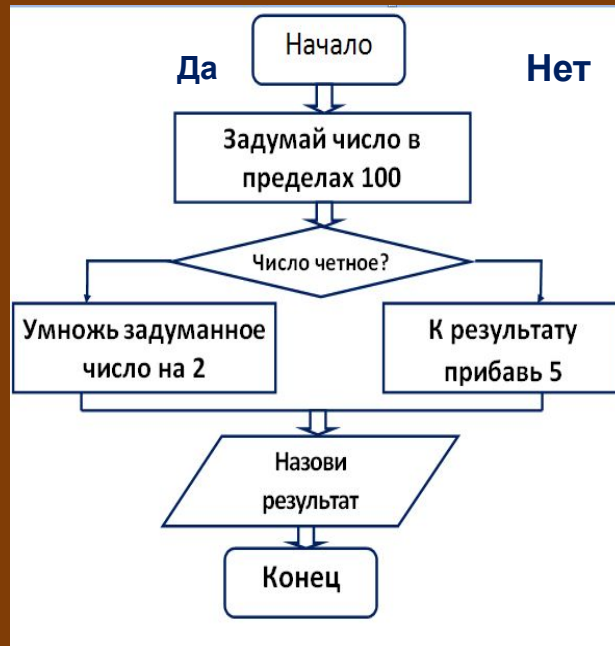 Начало
Да
Нет
Задумай число в
пределах 100
Число четное?
Умножь задуманное
число на 2
К результату
прибавь 5
Назови
результат
Конец